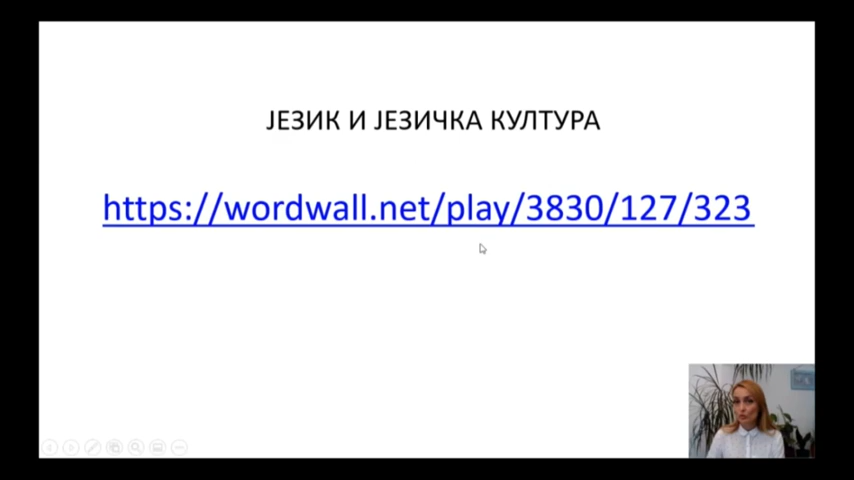 ЈЕЗИК И ЈЕЗИЧКА КУЛТУРА
https://wordwall.net/play/3830/127/323